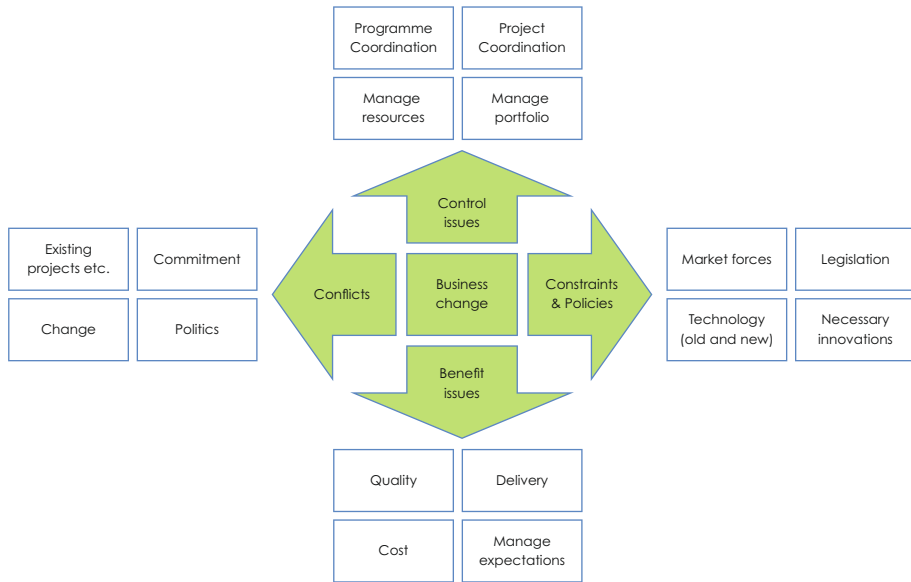 Programme
Coordination
Project
Coordination
Manage
resources
Manage
portfolio
Control
issues
Existing
projects etc.
Commitment
Change
Politics
Conflicts
Business
change
Constraints
& Policies
Market forces
Legislation
Technology
(old and new)
Necessary
innovations
Benefit
issues
Quality
Delivery
Cost
Manage
expectations